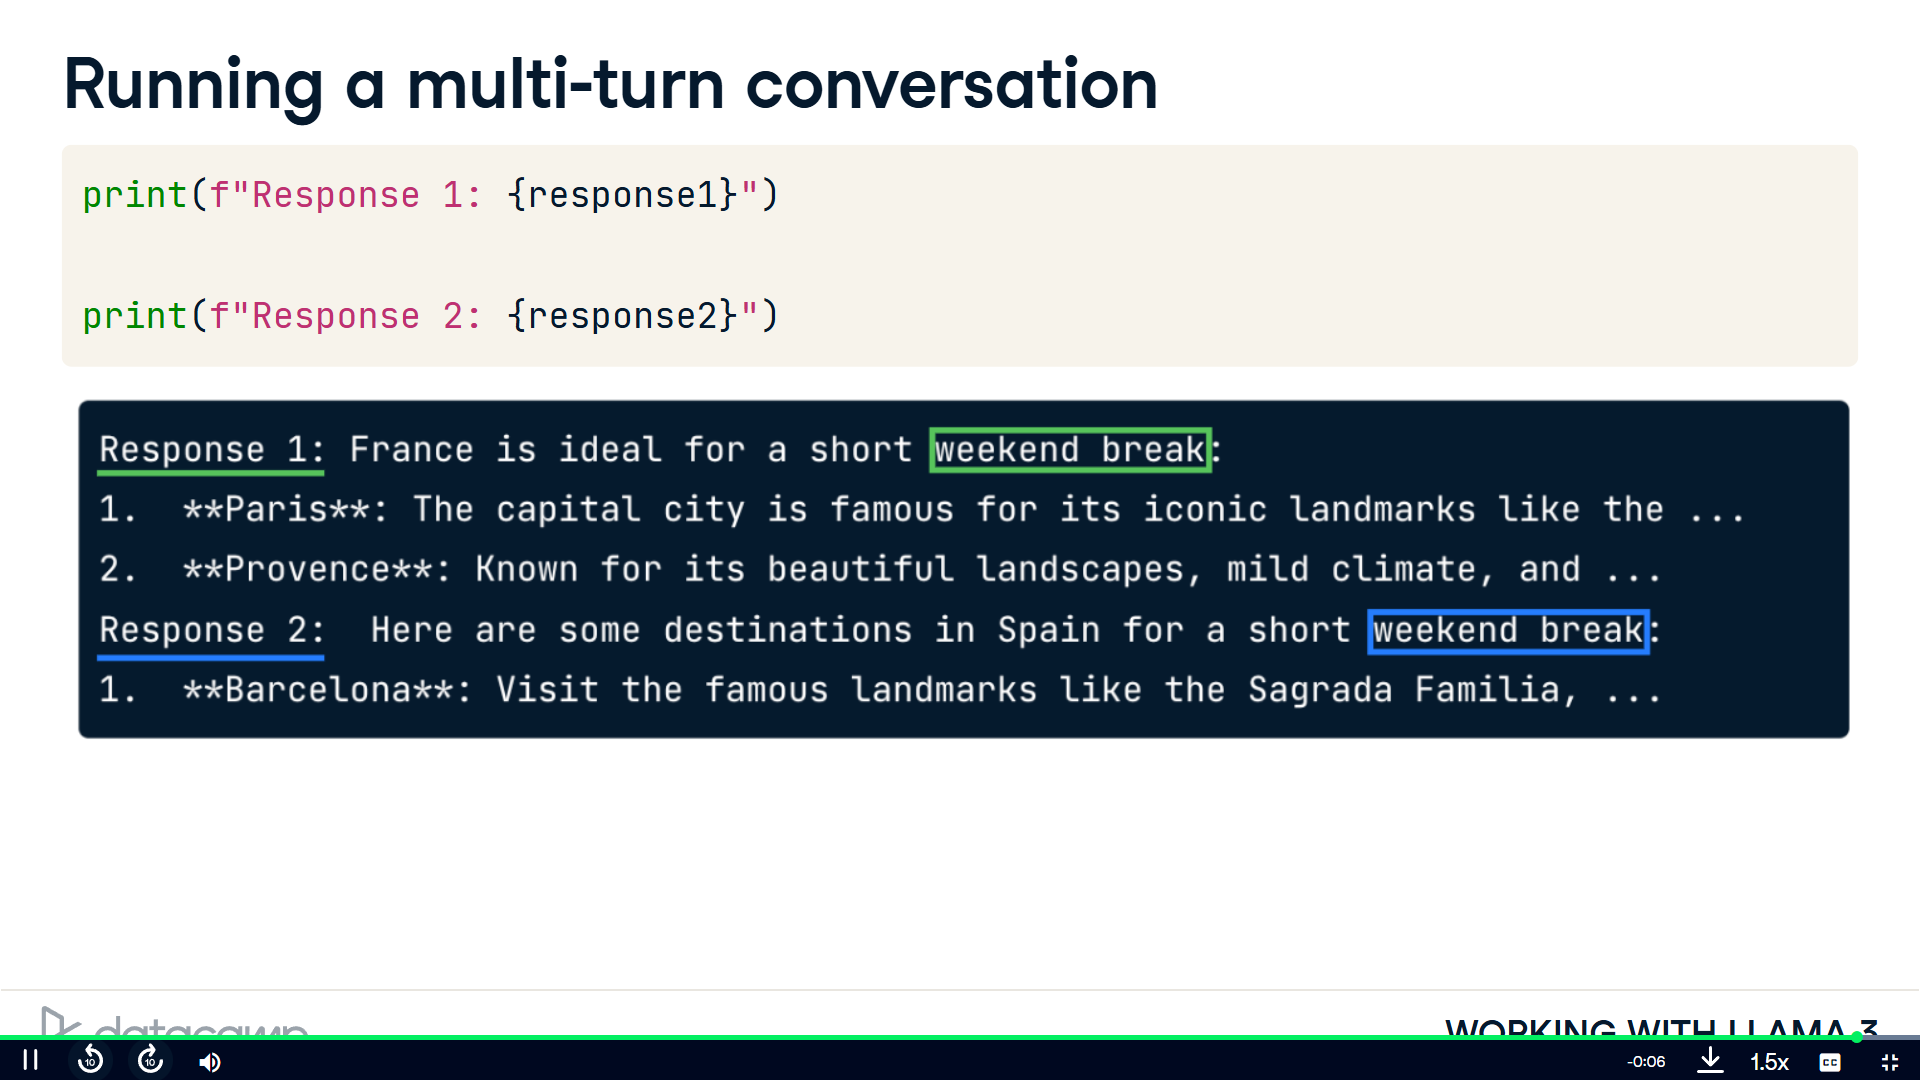 Running a multi-turn conversation
print(f"Response 1: {response1}")
print(f"Response 2: {response2}")
Response 1: France is ideal for a short weekend break:
1.  **Paris**: The capital city is famous for its iconic landmarks like the ...
2.  **Provence**: Known for its beautiful landscapes, mild climate, and ...
Response 2:  Here are some destinations in Spain for a short weekend break:
1.  **Barcelona**: Visit the famous landmarks like the Sagrada Familia, ...
datacamp
WORKING WITH LLAMA 3
10
10
-0:06
1.5x
CC